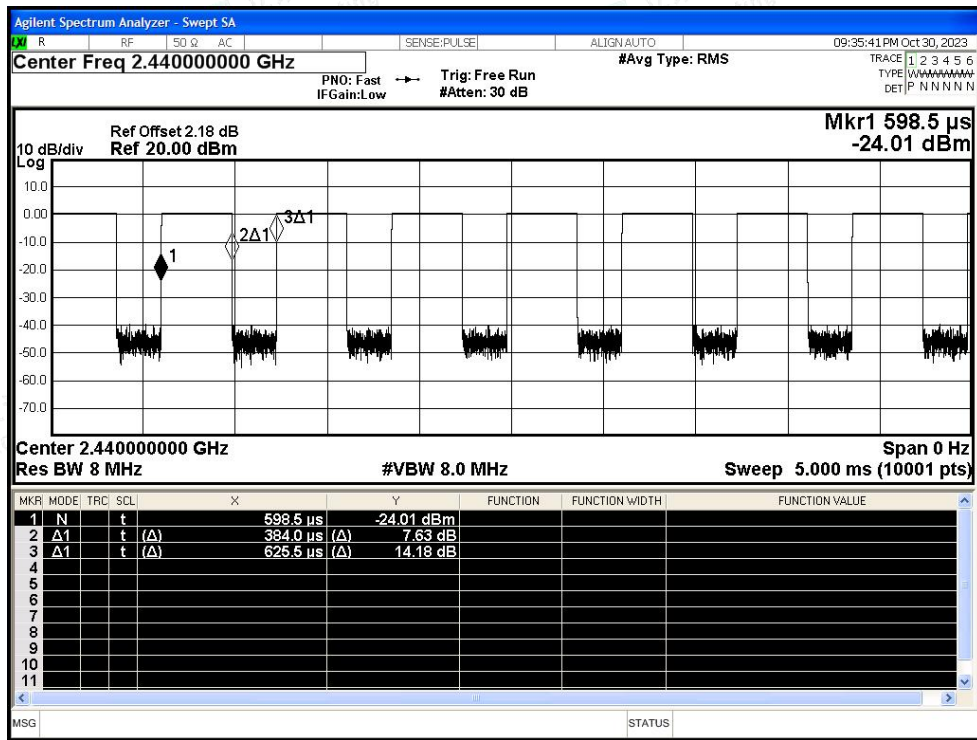 Agilent Spectrum Analyzer - Swept SA
LXI R RF 50 Ω AC SENSE:PULSE ALIGN AUTO 09:35:41 PM Oct 30, 2023
Center Freq 2.440000000 GHz #Avg Type: RMS TRACE 1 2 3 4 5 6
PNO: Fast Trig: Free Run TYPE WWWWWW
IFGain:Low #Atten: 30 dB DET P N N N N N
Ref Offset 2.18 dB Mkr1 598.5 µs
10 dB/div Ref 20.00 dBm -24.01 dBm
Log
10.0
0.00
-10.0
-20.0
-30.0
-40.0
-50.0
-60.0
-70.0
1
2Δ1
3Δ1
Center 2.440000000 GHz Span 0 Hz
Res BW 8 MHz #VBW 8.0 MHz Sweep 5.000 ms (10001 pts)
MKR MODE TRC SCL X Y FUNCTION FUNCTION WIDTH FUNCTION VALUE
1 N t 598.5 µs -24.01 dBm
2 Δ1 t (Δ) 384.0 µs (Δ) 7.63 dB
3 Δ1 t (Δ) 625.5 µs (Δ) 14.18 dB
4
5
6
7
8
9
10
11
MSG STATUS